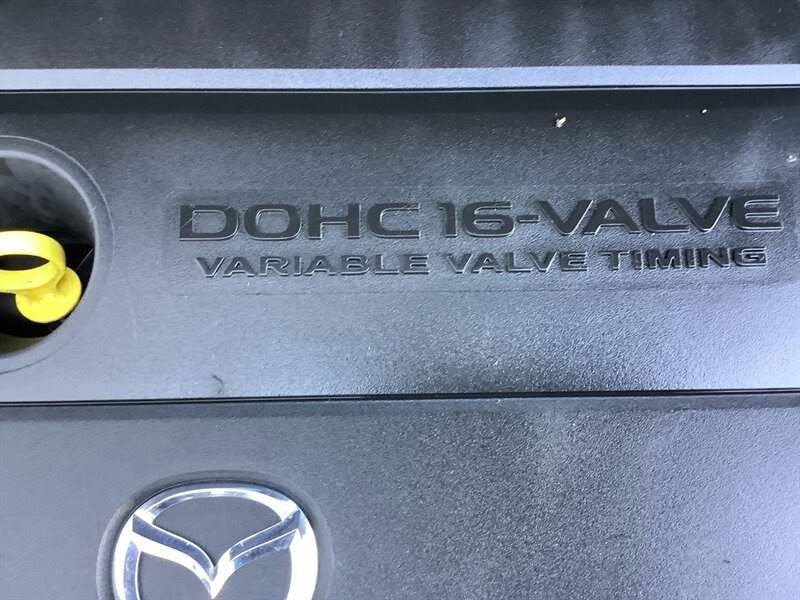 DOHC 16-VALVE
VARIABLE VALVE TIMING